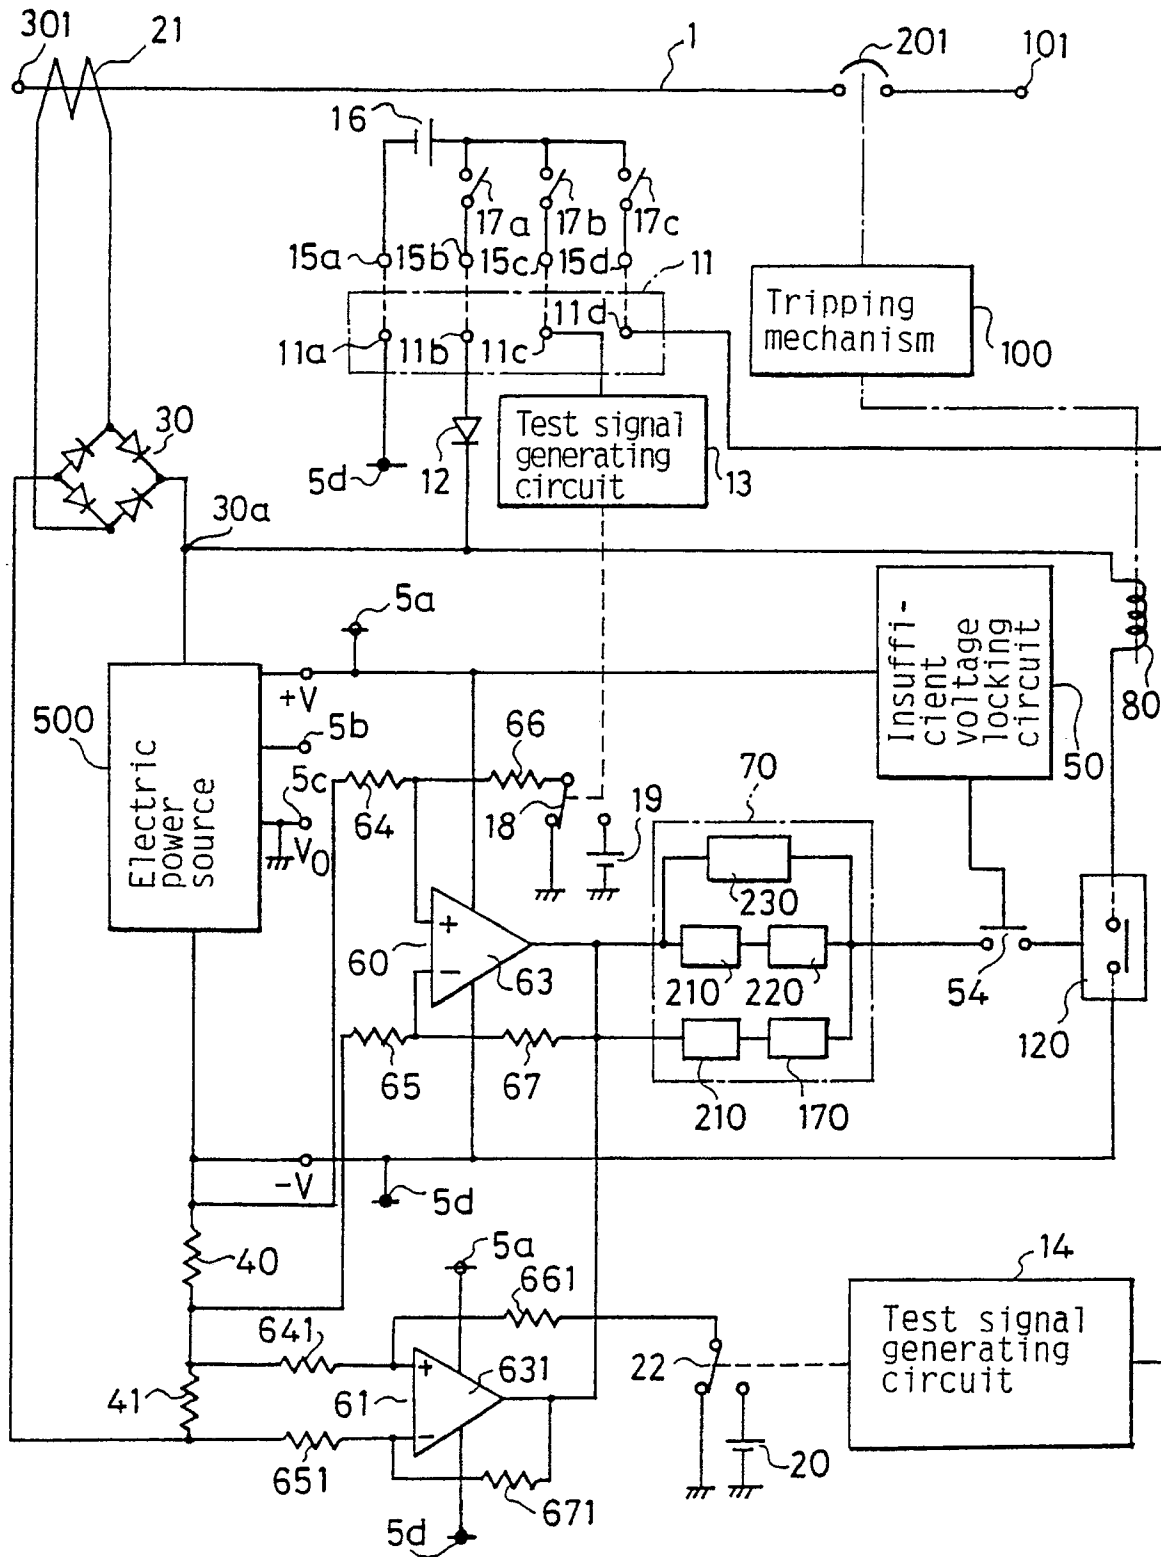 301
21
1
201
101
16
17a
17b
17c
15a
15b
15c
15d
11
Tripping
mechanism
100
11a
11b
11c
11d
30
12
5d
Test signal
generating
circuit
13
30a
5a
Insuffi-
cient
voltage
locking
circuit
50
80
+V
500
5b
Electric
power
source
5c
V0
66
64
18
19
70
230
60
+
−
63
210
220
54
120
65
67
210
170
−V
5d
40
5a
661
14
Test signal
generating
circuit
641
41
+
631
61
−
22
651
671
20
5d